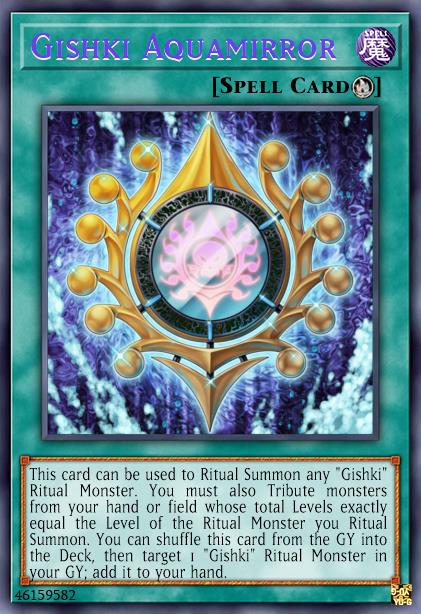 Gishki Aquamirror
SPELL
魔
[Spell Card]
This card can be used to Ritual Summon any "Gishki"
Ritual Monster. You must also Tribute monsters
from your hand or field whose total Levels exactly
equal the Level of the Ritual Monster you Ritual
Summon. You can shuffle this card from the GY into
the Deck, then target 1 "Gishki" Ritual Monster in
your GY; add it to your hand.
46159582